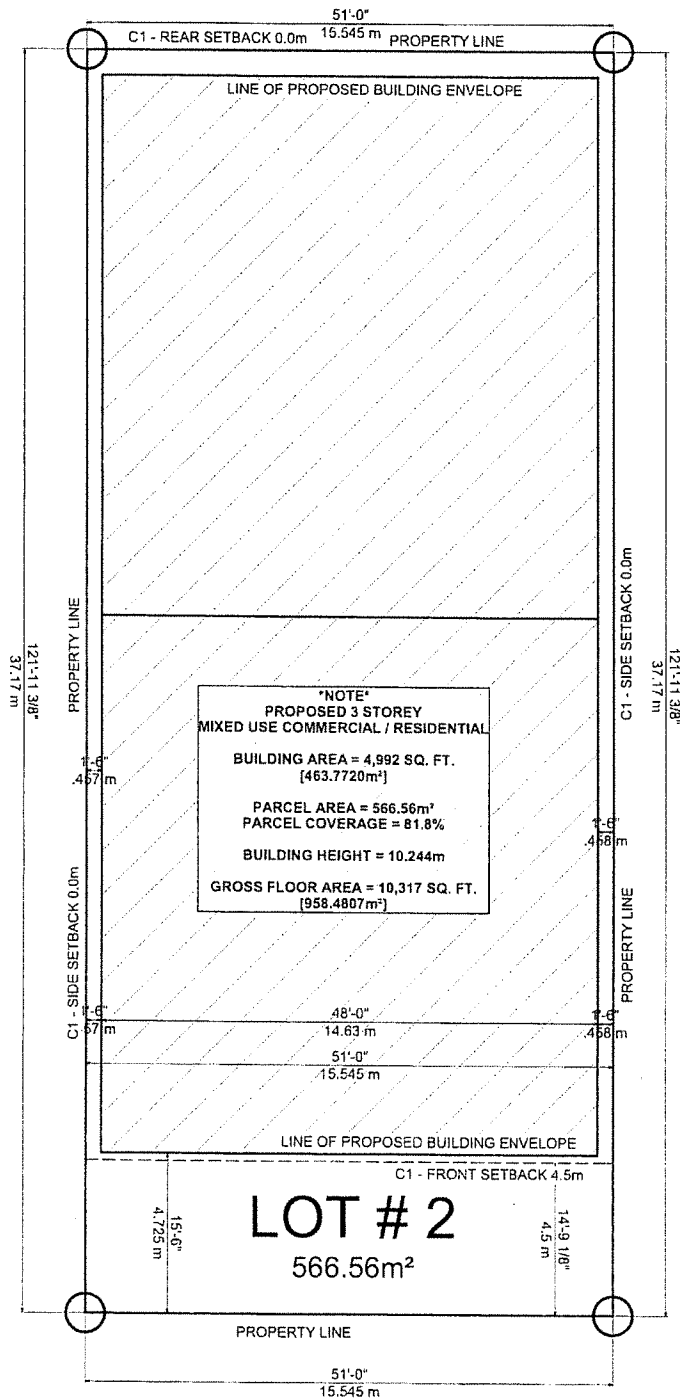 51'-0"
15.545 m
C1 - REAR SETBACK 0.0m
PROPERTY LINE
LINE OF PROPOSED BUILDING ENVELOPE
PROPERTY LINE
121'-11 3/8"
37.17 m
C1 - SIDE SETBACK 0.0m
121'-11 3/8"
37.17 m
*NOTE*
PROPOSED 3 STOREY
MIXED USE COMMERCIAL / RESIDENTIAL
BUILDING AREA = 4,992 SQ. FT.
[463.7720m²]
PARCEL AREA = 566.56m²
PARCEL COVERAGE = 81.8%
BUILDING HEIGHT = 10.244m
GROSS FLOOR AREA = 10,317 SQ. FT.
[958.4807m²]
1'-6"
.457 m
1'-6"
.458 m
C1 - SIDE SETBACK 0.0m
PROPERTY LINE
1'-6"
.457 m
48'-0"
14.63 m
1'-6"
.458 m
51'-0"
15.545 m
LINE OF PROPOSED BUILDING ENVELOPE
C1 - FRONT SETBACK 4.5m
15'-6"
4.725 m
LOT # 2
566.56m²
14'-9 1/8"
4.5 m
PROPERTY LINE
51'-0"
15.545 m